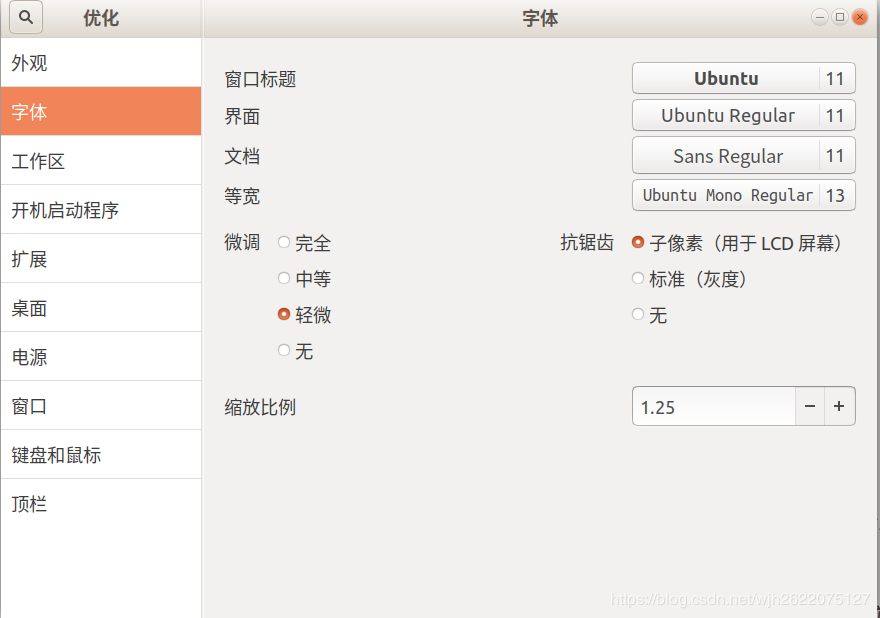 优化
字体
外观
字体
工作区
开机启动程序
扩展
桌面
电源
窗口
键盘和鼠标
顶栏
窗口标题 Ubuntu 11
界面 Ubuntu Regular 11
文档 Sans Regular 11
等宽 Ubuntu Mono Regular 13
微调 完全 抗锯齿 子像素（用于 LCD 屏幕）
中等 标准（灰度）
轻微 无
无
缩放比例 1.25 − +
https://blog.csdn.net/wjh2622075127